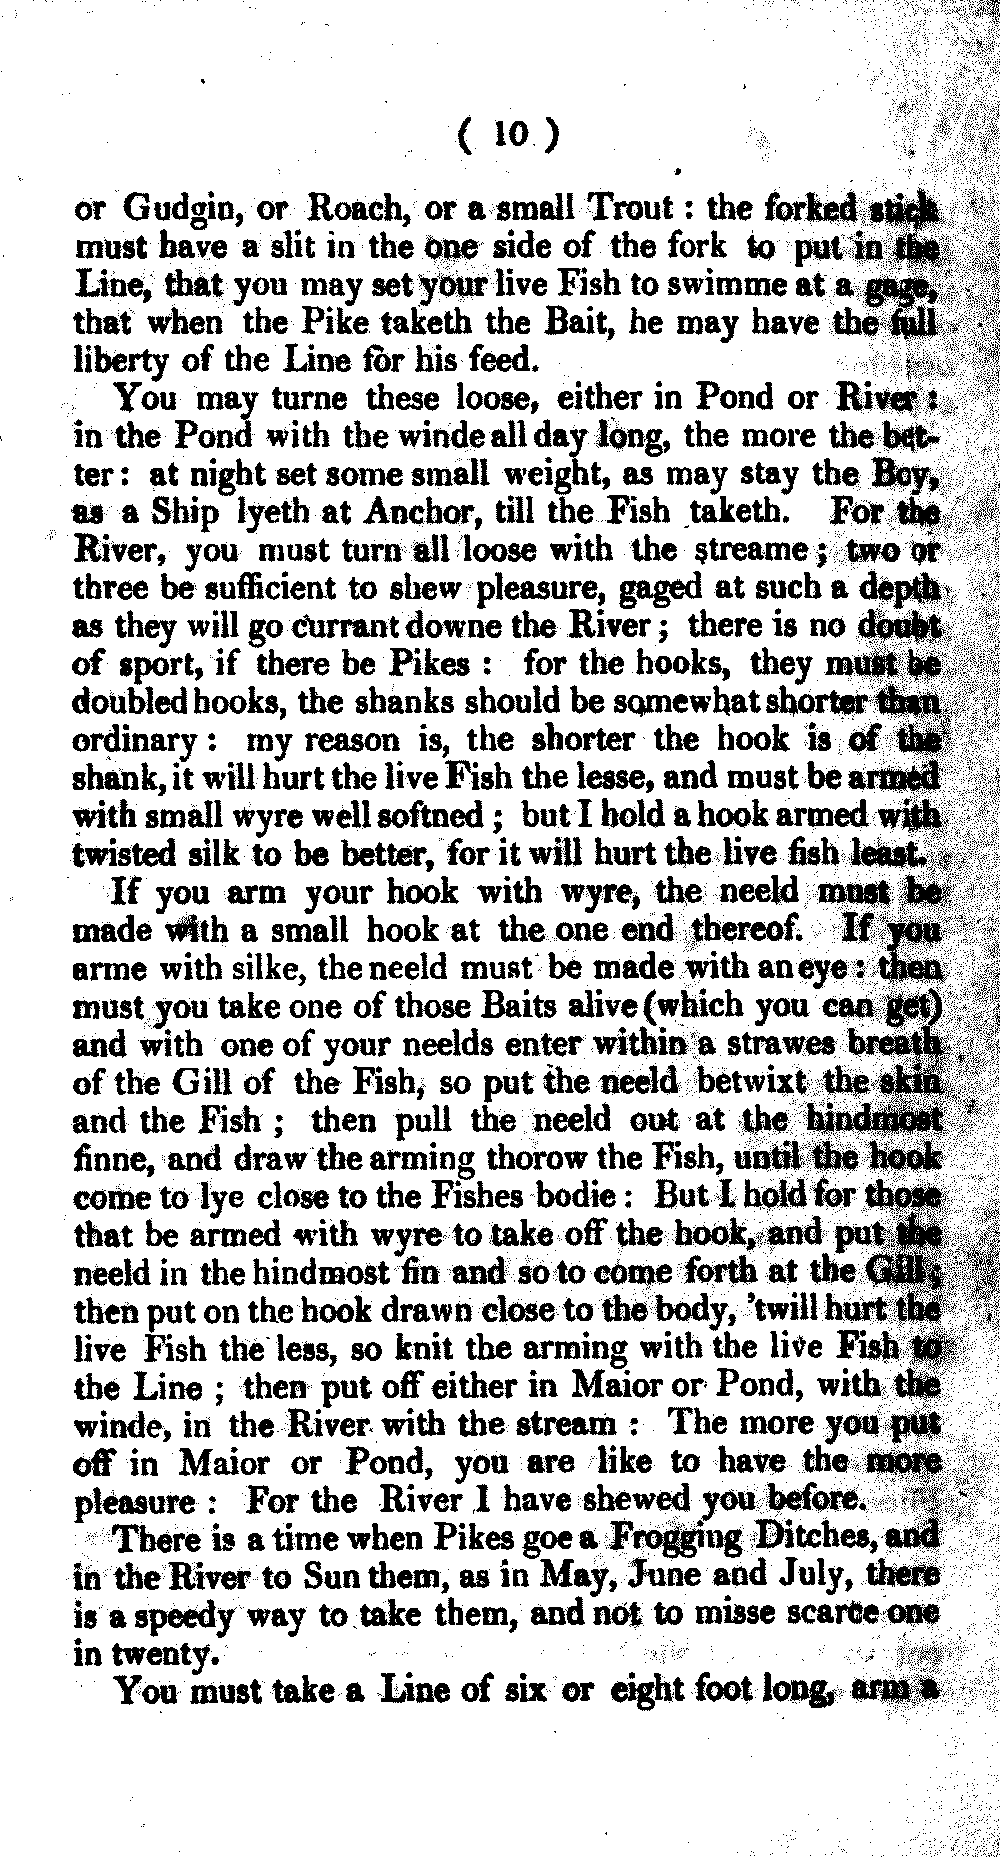 ( 10 )
or Gudgin, or Roach, or a small Trout : the forked stick
must have a slit in the one side of the fork to put in the
Line, that you may set your live Fish to swimme at a gage,
that when the Pike taketh the Bait, he may have the full
liberty of the Line for his feed.
You may turne these loose, either in Pond or River :
in the Pond with the winde all day long, the more the bet-
ter : at night set some small weight, as may stay the Boy,
as a Ship lyeth at Anchor, till the Fish taketh. For the
River, you must turn all loose with the streame ; two or
three be sufficient to shew pleasure, gaged at such a depth
as they will go currant downe the River ; there is no doubt
of sport, if there be Pikes : for the hooks, they must be
doubled hooks, the shanks should be somewhat shorter than
ordinary : my reason is, the shorter the hook is of the
shank, it will hurt the live Fish the lesse, and must be armed
with small wyre well softned ; but I hold a hook armed with
twisted silk to be better, for it will hurt the live fish least.
If you arm your hook with wyre, the neeld must be
made with a small hook at the one end thereof. If you
arme with silke, the neeld must be made with an eye : then
must you take one of those Baits alive (which you can get)
and with one of your neelds enter within a strawes breath
of the Gill of the Fish, so put the neeld betwixt the skin
and the Fish ; then pull the neeld out at the hindmost
finne, and draw the arming thorow the Fish, until the hook
come to lye close to the Fishes bodie : But I hold for those
that be armed with wyre to take off the hook, and put the
neeld in the hindmost fin and so to come forth at the Gill ;
then put on the hook drawn close to the body, 'twill hurt the
live Fish the less, so knit the arming with the live Fish to
the Line ; then put off either in Maior or Pond, with the
winde, in the River with the stream : The more you put
off in Maior or Pond, you are like to have the more
pleasure : For the River I have shewed you before.
There is a time when Pikes goe a Frogging Ditches, and
in the River to Sun them, as in May, June and July, there
is a speedy way to take them, and not to misse scarce one
in twenty.
You must take a Line of six or eight foot long, arm a